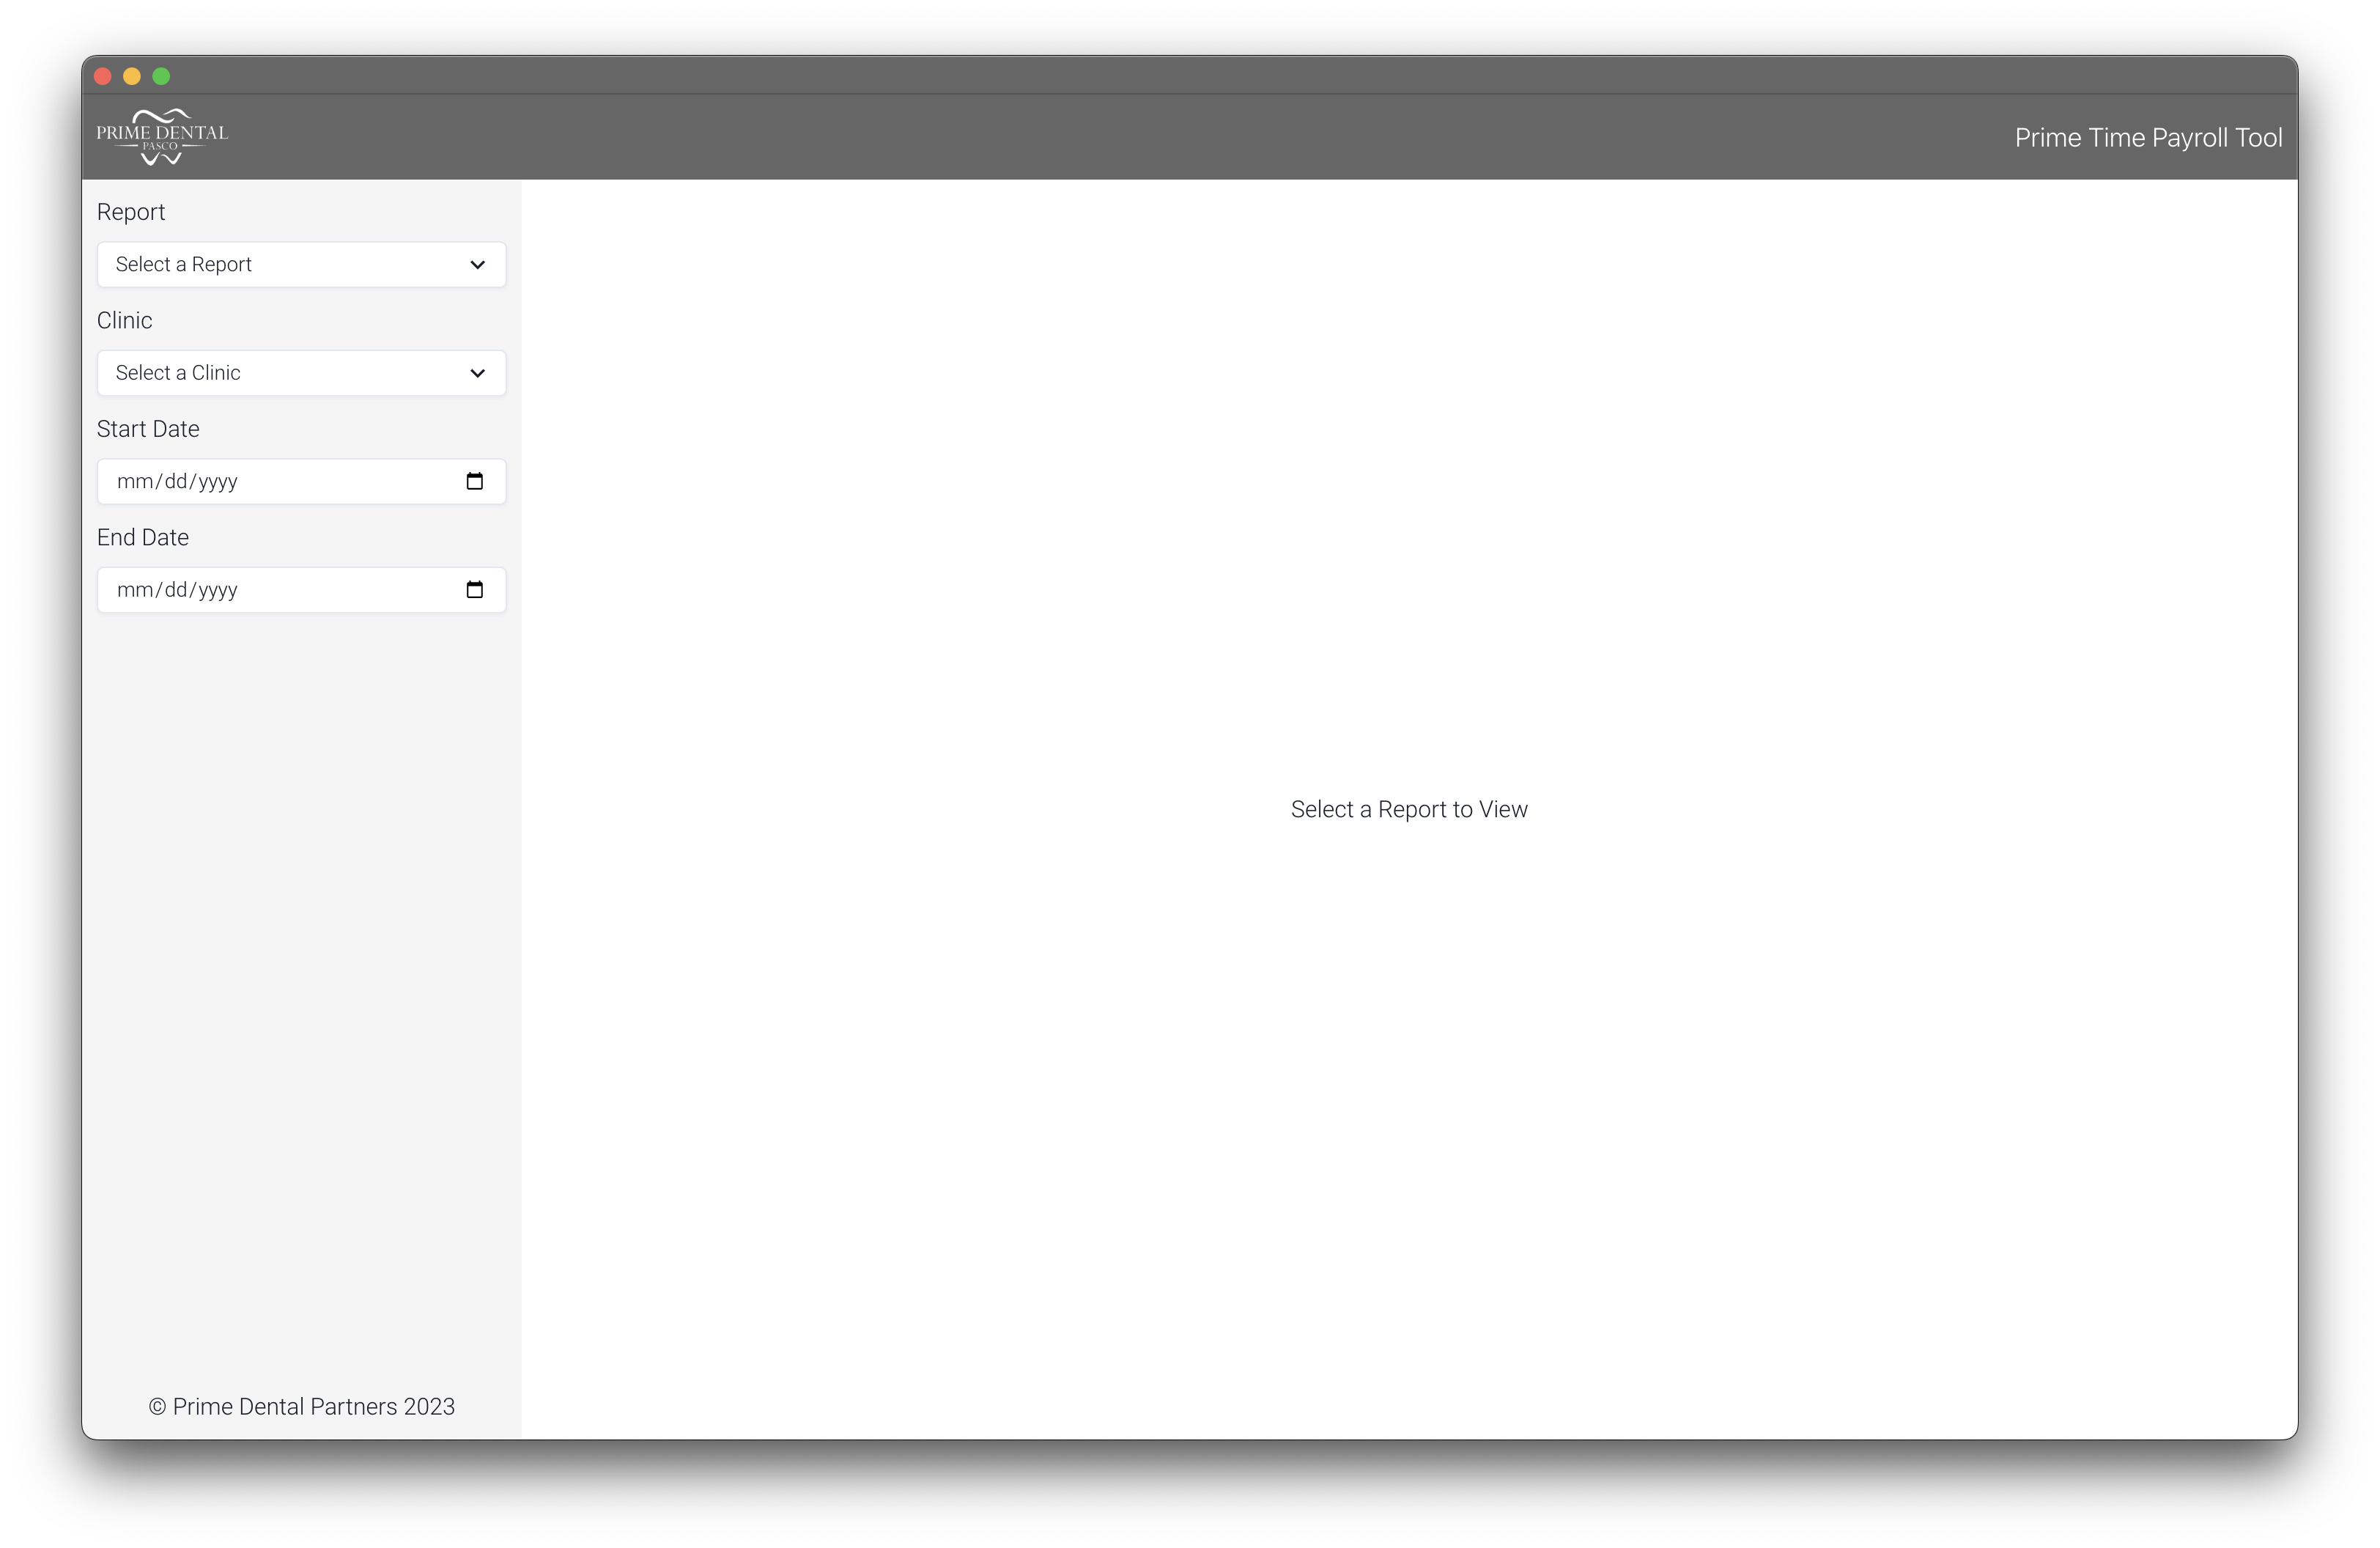 PRIME DENTAL
PASCO
Prime Time Payroll Tool
Report
Select a Report
Clinic
Select a Clinic
Start Date
mm/dd/yyyy
End Date
mm/dd/yyyy
Select a Report to View
© Prime Dental Partners 2023